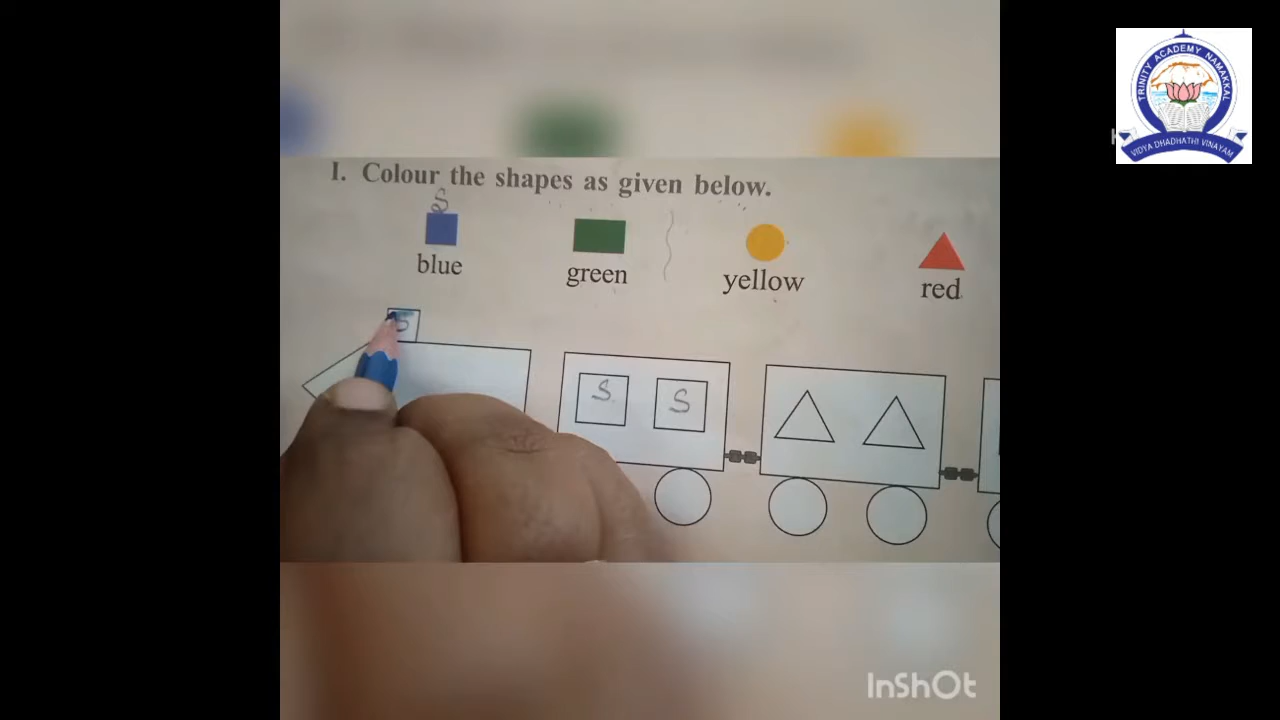 TRINITY ACADEMY NAMAKKAL
VIDYA DHADHATHI VINAYAM
I. Colour the shapes as given below.
S
blue green yellow red
S
S S
InShOt